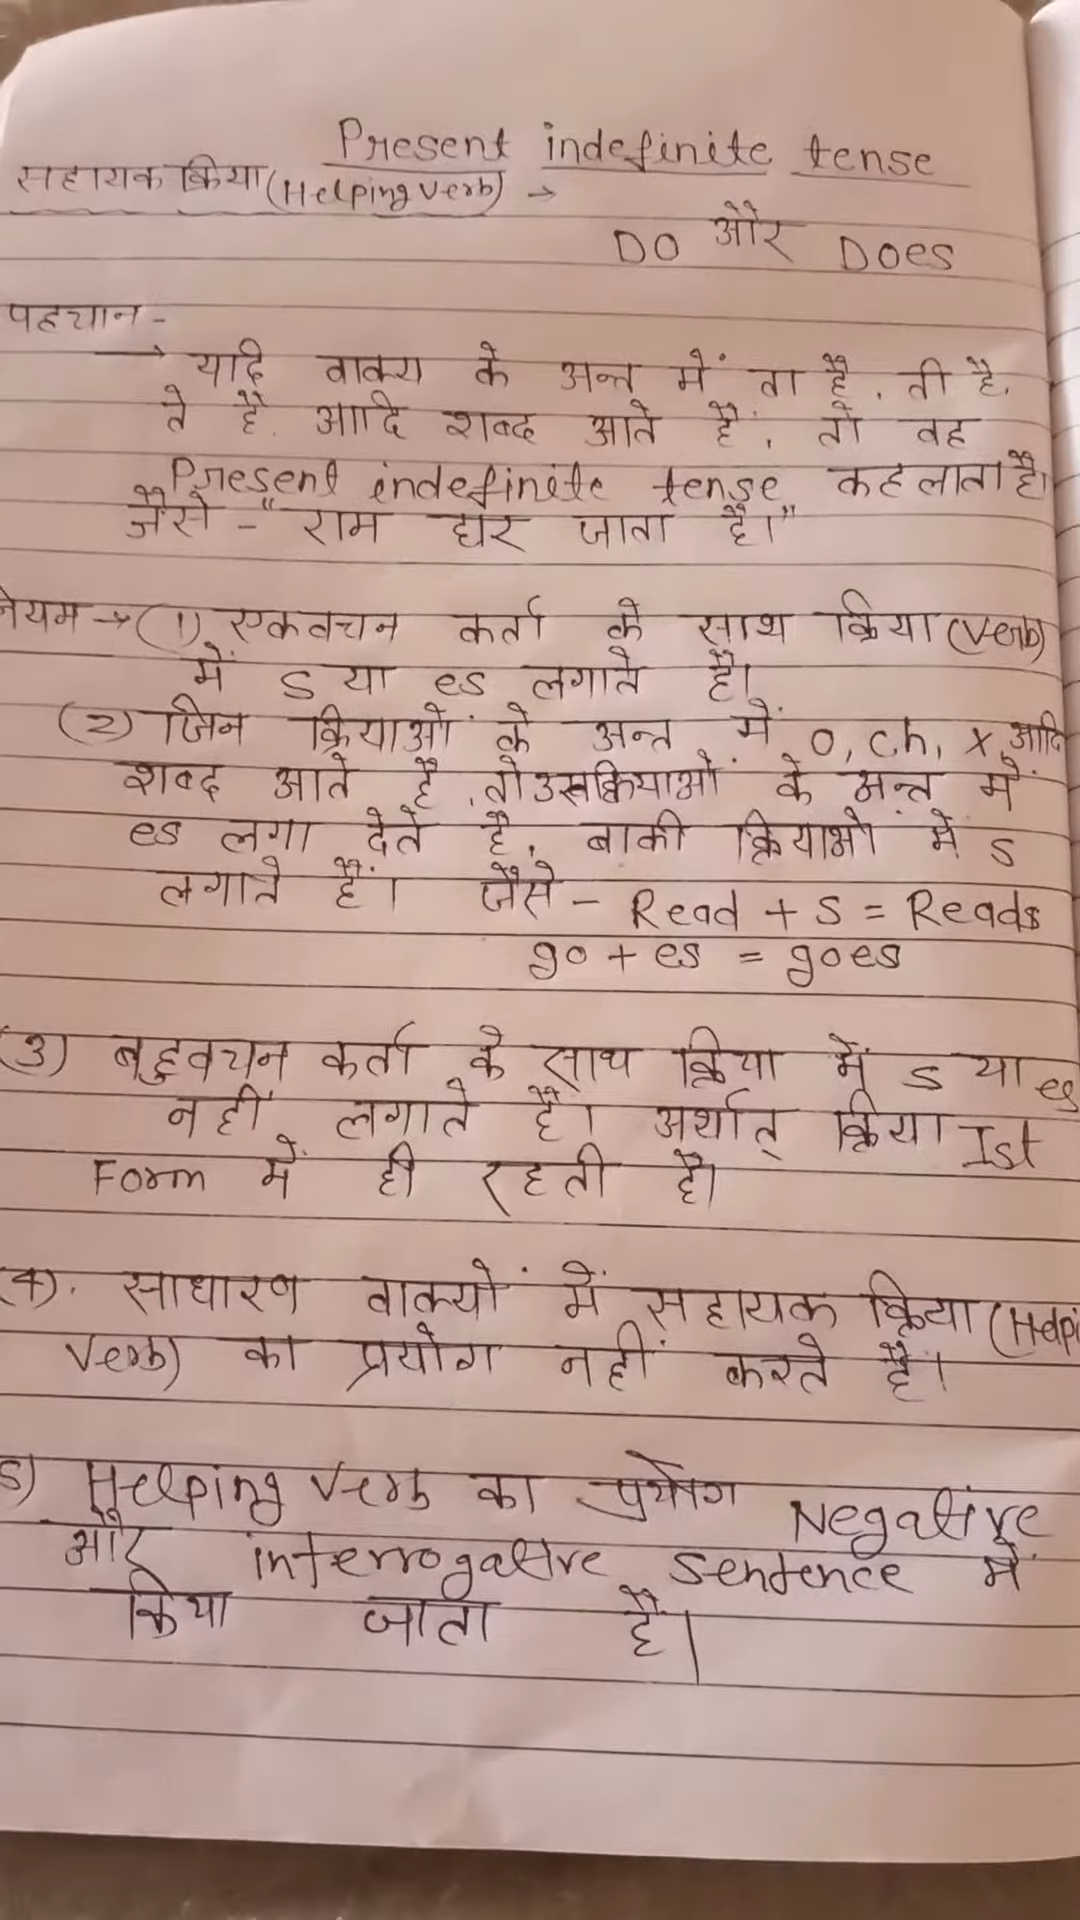 Present indefinite tense
सहायक क्रिया (Helping verb) →
DO और Does
पहचान -
→ यदि वाक्य के अन्त में ता है, ती है,
ते हैं, आदि शब्द आते हैं, तो वह
Present indefinite tense कहलाता है।
जैसे - "राम घर जाता है।"
नियम → (1) एकवचन कर्ता के साथ क्रिया (Verb)
में s या es लगाते है।
(2) जिन क्रियाओं के अन्त में o, ch, x आदि
शब्द आते है, तो उस क्रियाओं के अन्त में
es लगा देते है, बाकी क्रियाओ में s
लगाते हैं। जैसे - Read + s = Reads
go + es = goes
(3) बहुवचन कर्ता के साथ क्रिया में s या es
नहीं लगाते है। अर्थात् क्रिया Ist
Form में ही रहती है।
(4). साधारण वाक्यों में सहायक क्रिया (Helpi
Verb) का प्रयोग नहीं करते हैं।
5) Helping Verb का प्रयोग Negative
और interrogative sentence में
किया जाता है।